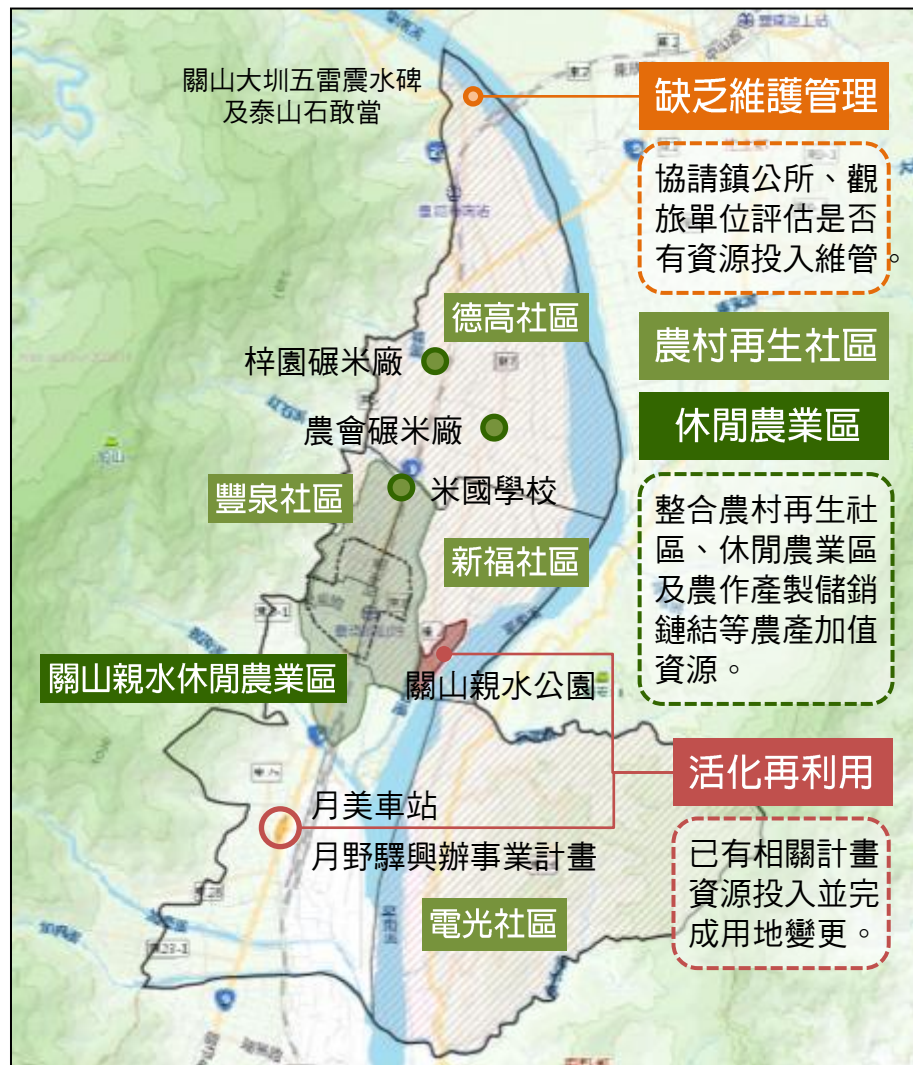 關山大圳五雷震水碑
及泰山石敢當
缺乏維護管理
協請鎮公所、觀
旅單位評估是否
有資源投入維管。
德高社區
農村再生社區
梓園碾米廠
休閒農業區
農會碾米廠
豐泉社區
米國學校
整合農村再生社
區、休閒農業區
及農作產製儲銷
鏈結等農產加值
資源。
新福社區
關山親水休閒農業區
關山親水公園
活化再利用
月美車站
月野驛興辦事業計畫
已有相關計畫
資源投入並完
成用地變更。
電光社區